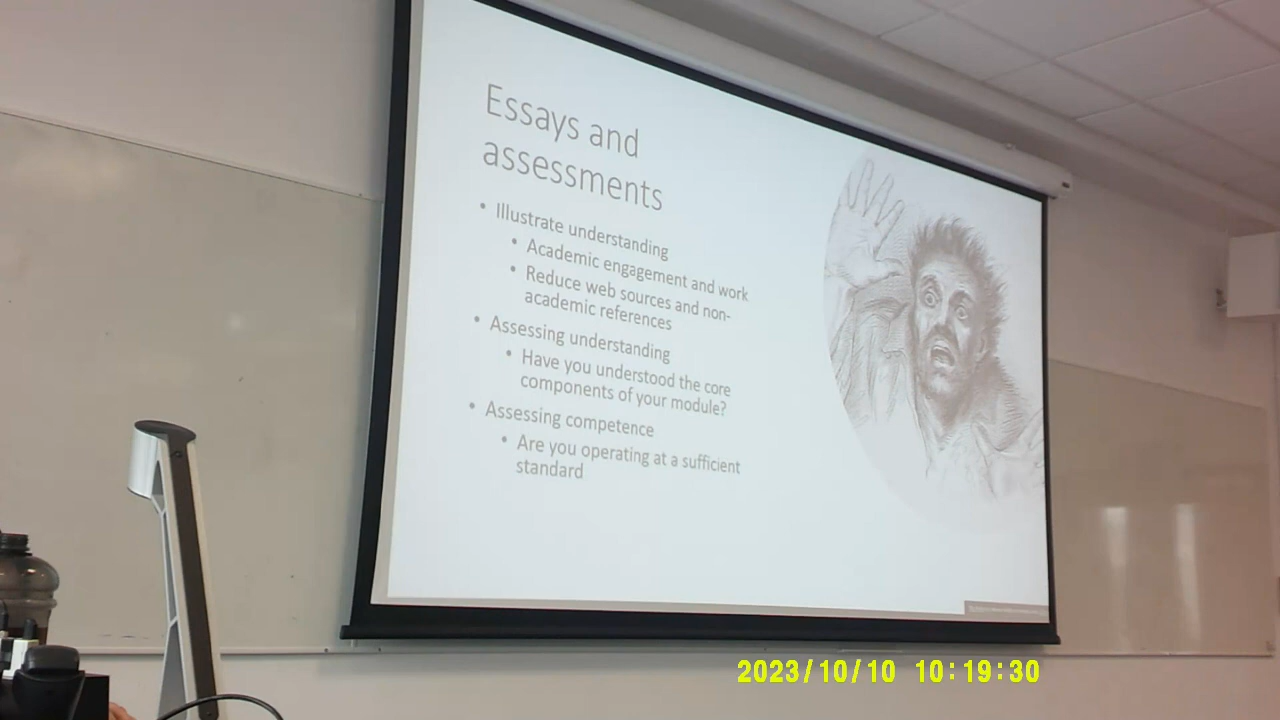 Essays and
assessments
• Illustrate understanding
• Academic engagement and work
• Reduce web sources and non-
academic references
• Assessing understanding
• Have you understood the core
components of your module?
• Assessing competence
• Are you operating at a sufficient
standard
2023/10/10 10:19:30